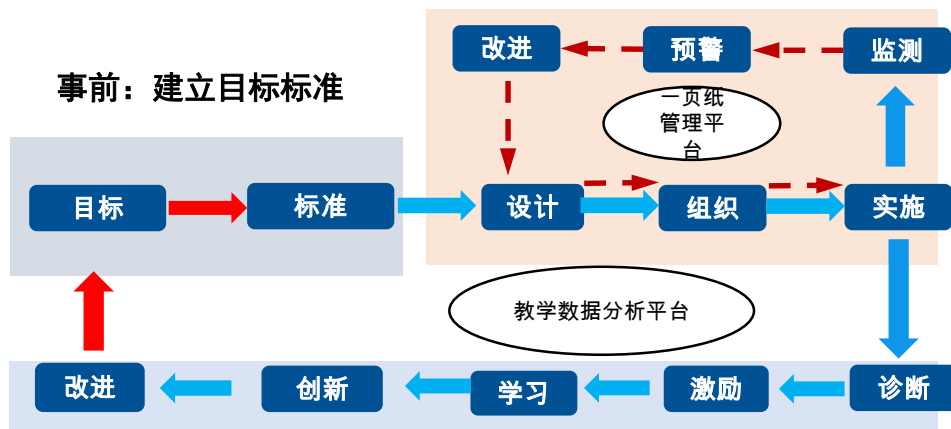 改进
预警
监测
事前：建立目标标准
一页纸
管理平
台
目标
标准
设计
组织
实施
教学数据分析平台
改进
创新
学习
激励
诊断